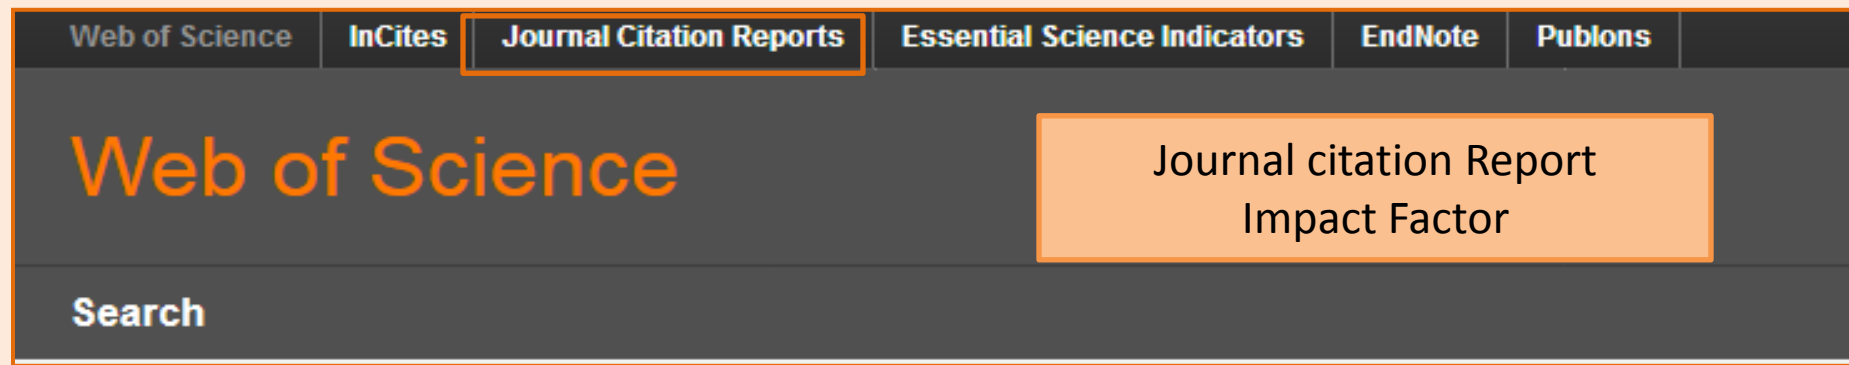 Web of Science InCites Journal Citation Reports Essential Science Indicators EndNote Publons
Web of Science
Journal citation Report
Impact Factor
Search